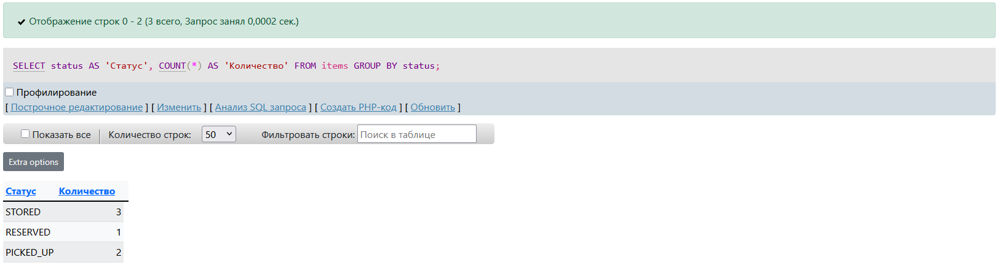 Отображение строк 0 - 2 (3 всего, Запрос занял 0,0002 сек.)
SELECT status AS 'Статус', COUNT(*) AS 'Количество' FROM items GROUP BY status;
Профилирование
[ Построчное редактирование ] [ Изменить ] [ Анализ SQL запроса ] [ Создать PHP-код ] [ Обновить ]
Показать все Количество строк: 50 Фильтровать строки: Поиск в таблице
Extra options
Статус Количество
STORED 3
RESERVED 1
PICKED_UP 2